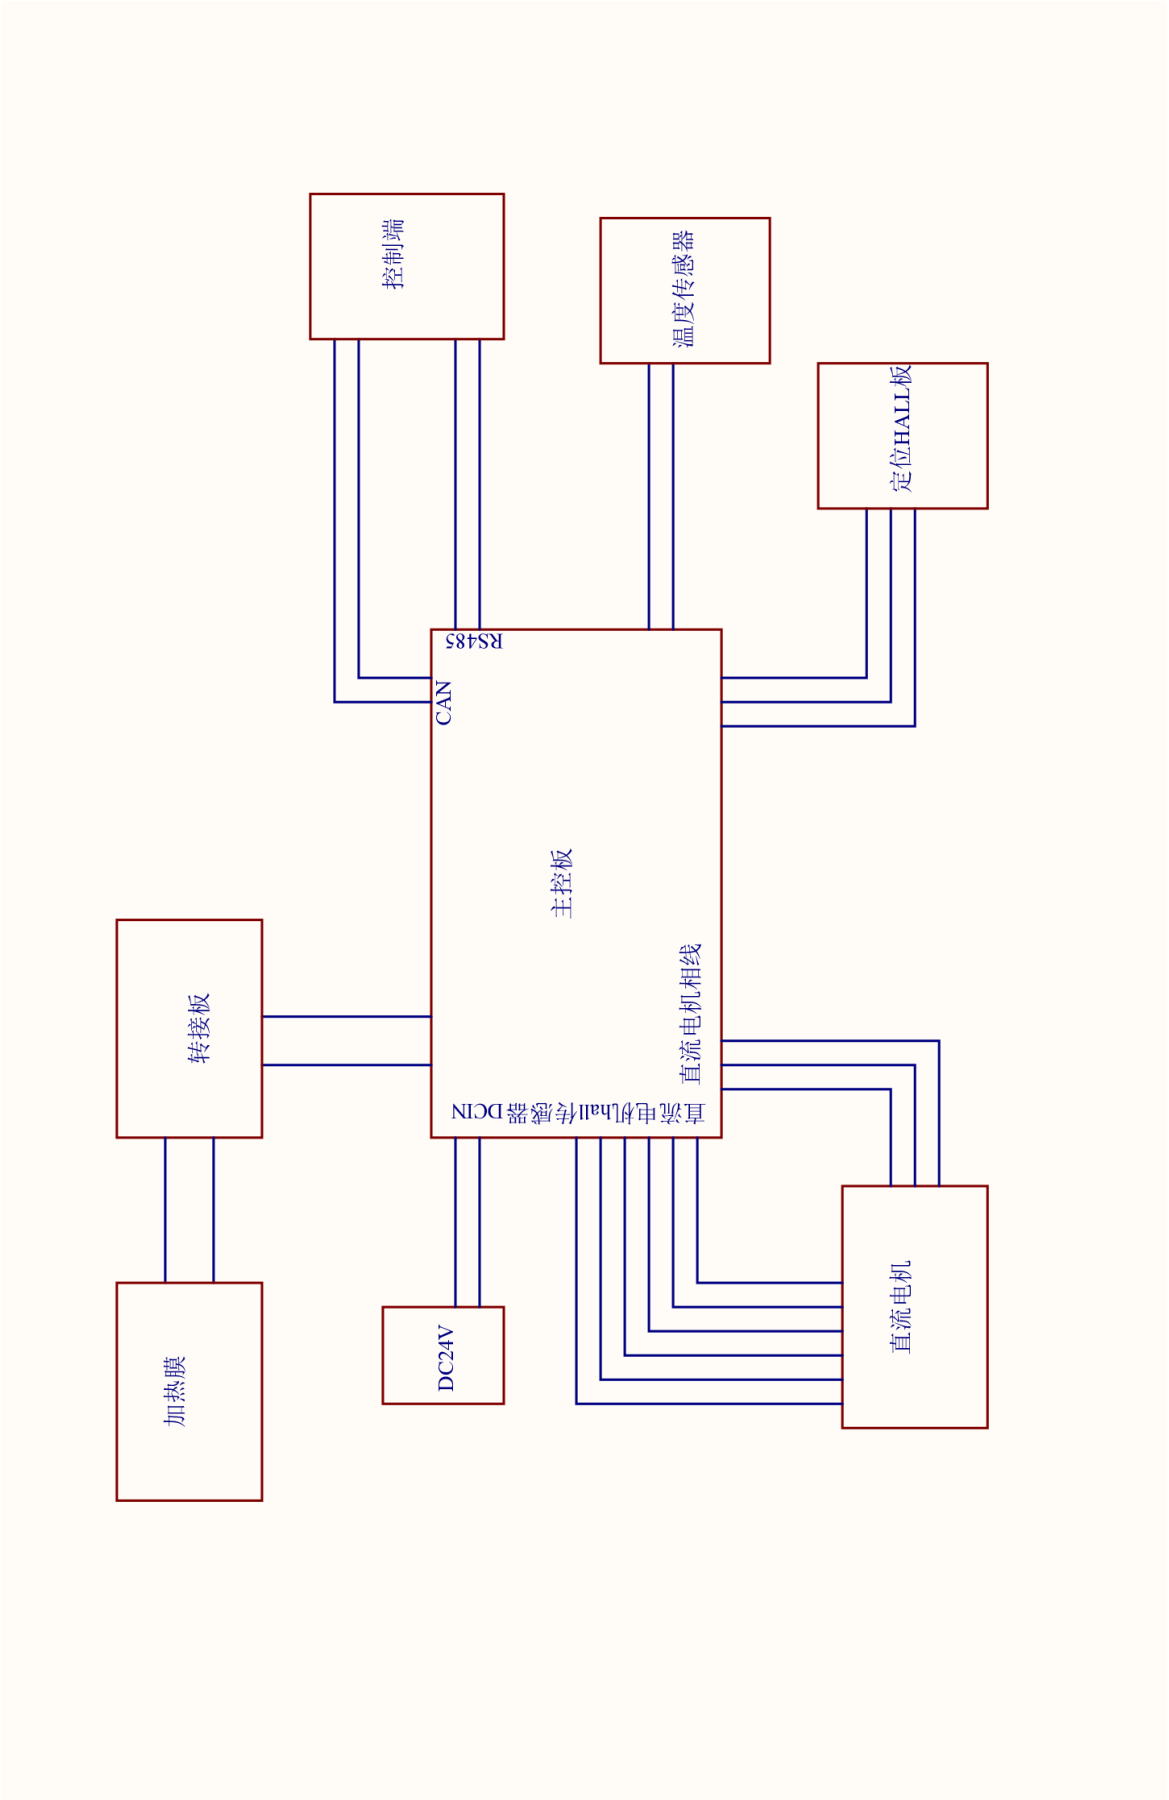 控制端
温度传感器
定位HALL板
RS485
CAN
主控板
直流电机相线
直流电机hall传感器
DCIN
转接板
加热膜
DC24V
直流电机